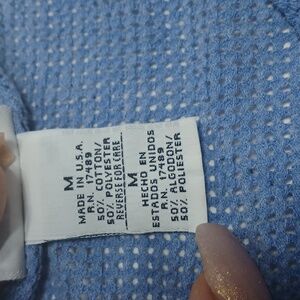 M
MADE IN U.S.A.
R.N. 17489
50% COTTON/
50% POLYESTER
REVERSE FOR CARE
M
HECHO EN
ESTADOS UNIDOS
R.N. 17489
50% ALGODON/
50% POLIESTER